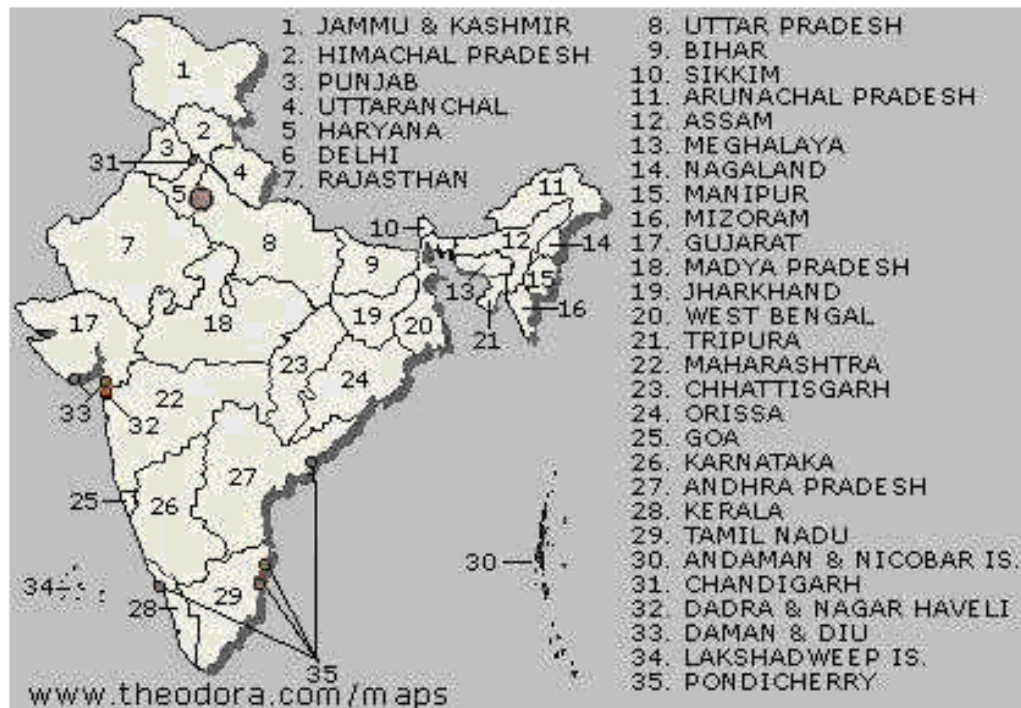 1. JAMMU & KASHMIR
2. HIMACHAL PRADESH
3. PUNJAB
4. UTTARANCHAL
5 HARYANA
6 DELHI
7. RAJASTHAN
8. UTTAR PRADESH
9. BIHAR
10. SIKKIM
11. ARUNACHAL PRADESH
12. ASSAM
13. MEGHALAYA
14. NAGALAND
15. MANIPUR
16. MIZORAM
17. GUJARAT
18. MADYA PRADESH
19. JHARKHAND
20. WEST BENGAL
21. TRIPURA
22. MAHARASHTRA
23. CHHATTISGARH
24. ORISSA
25. GOA
26. KARNATAKA
27. ANDHRA PRADESH
28. KERALA
29. TAMIL NADU
30. ANDAMAN & NICOBAR IS.
31. CHANDIGARH
32. DADRA & NAGAR HAVELI
33. DAMAN & DIU
34. LAKSHADWEEP IS.
35. PONDICHERRY
1
2
3
31
4
5
7
8
10
11
12
14
9
13
15
16
17
18
19
20
21
23
24
22
33
32
27
25
26
30
34
28
29
35
www.theodora.com/maps